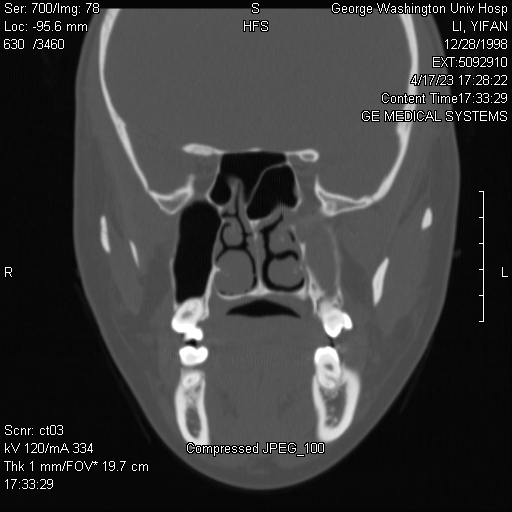 Ser: 700/Img: 78
Loc: -95.6 mm
630 /3460
S
HFS
George Washington Univ Hosp
LI, YIFAN
12/28/1998
EXT:5092910
4/17/23 17:28:22
Content Time17:33:29
GE MEDICAL SYSTEMS
R
L
Scnr: ct03
kV 120/mA 334
Thk 1 mm/FOV* 19.7 cm
17:33:29
Compressed JPEG_100